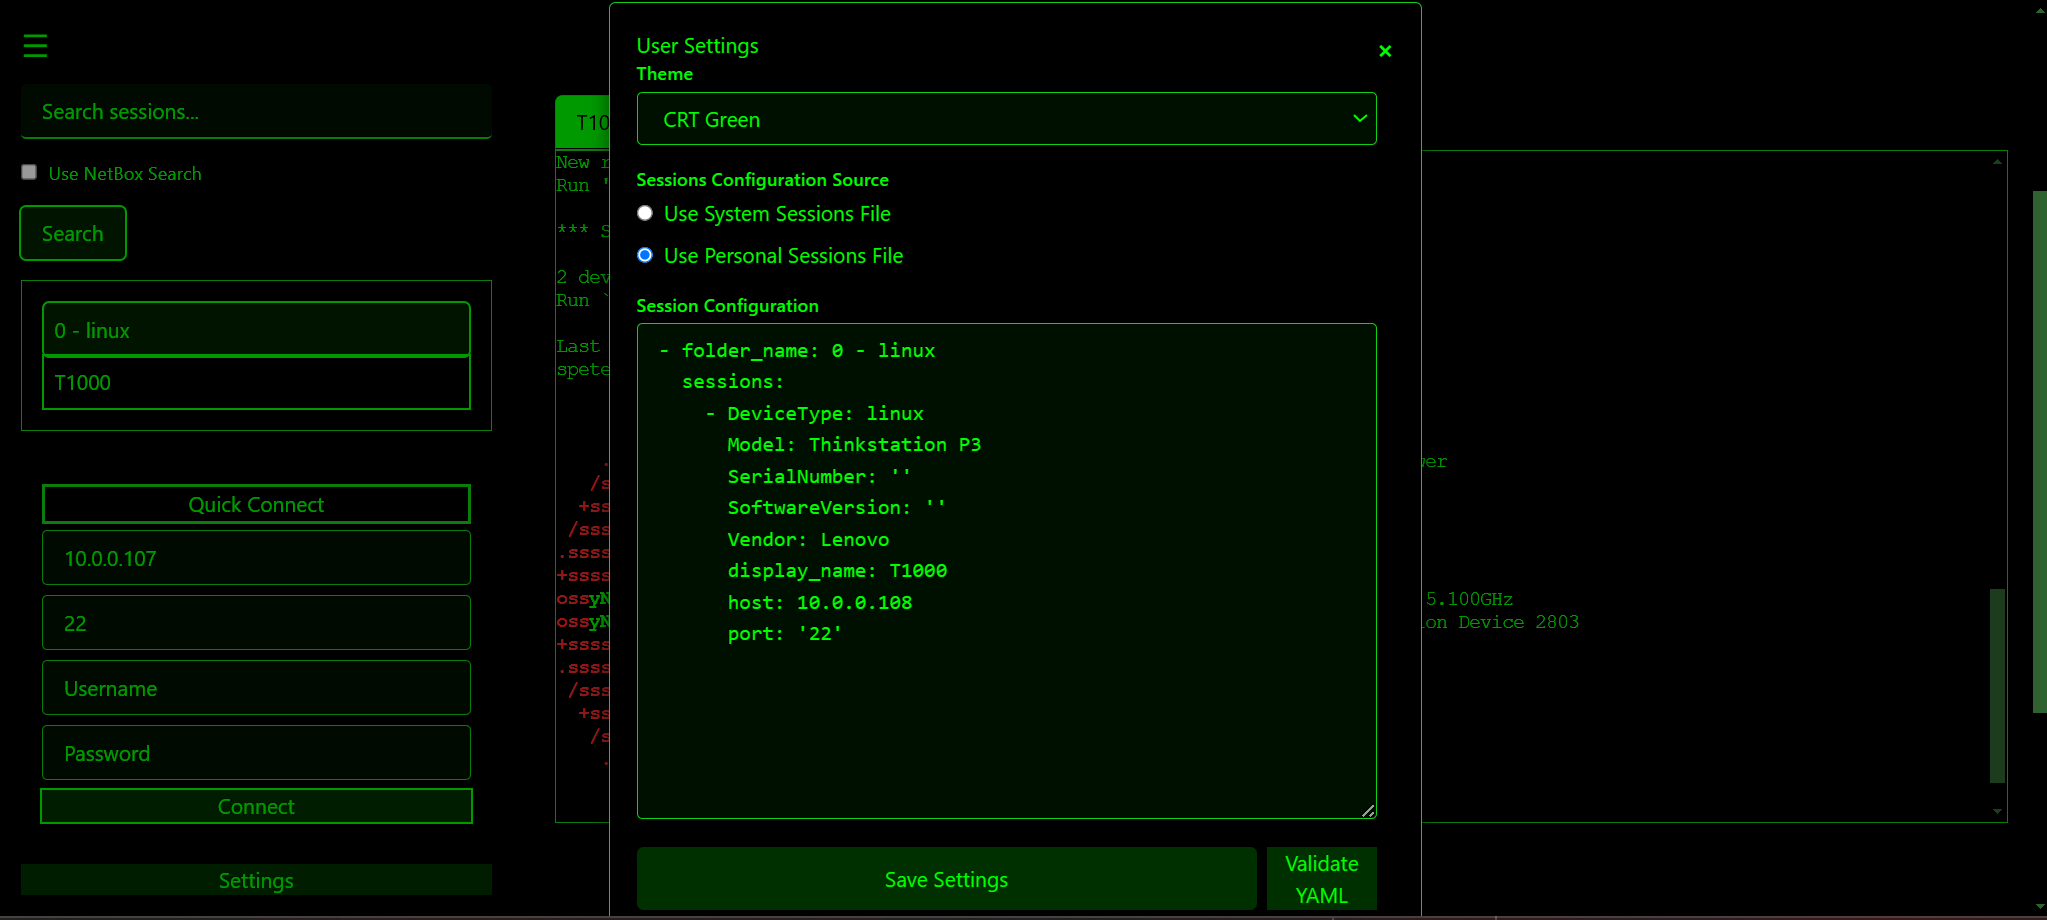 ☰
Search sessions...
Use NetBox Search
Search
0 - linux
T1000
Quick Connect
10.0.0.107
22
Username
Password
Connect
Settings
T10
New
Run '
*** S
2 dev
Run `
Last
spete
.
/s
+ss
/sss
.ssss
+ssss
ossyN
ossyN
+ssss
.ssss
/sss
+ss
/s
.
User Settings
×
Theme
CRT Green
Sessions Configuration Source
Use System Sessions File
Use Personal Sessions File
Session Configuration
- folder_name: 0 - linux
sessions:
- DeviceType: linux
Model: Thinkstation P3
SerialNumber: ''
SoftwareVersion: ''
Vendor: Lenovo
display_name: T1000
host: 10.0.0.108
port: '22'
Save Settings
Validate
YAML
wer
5.100GHz
on Device 2803